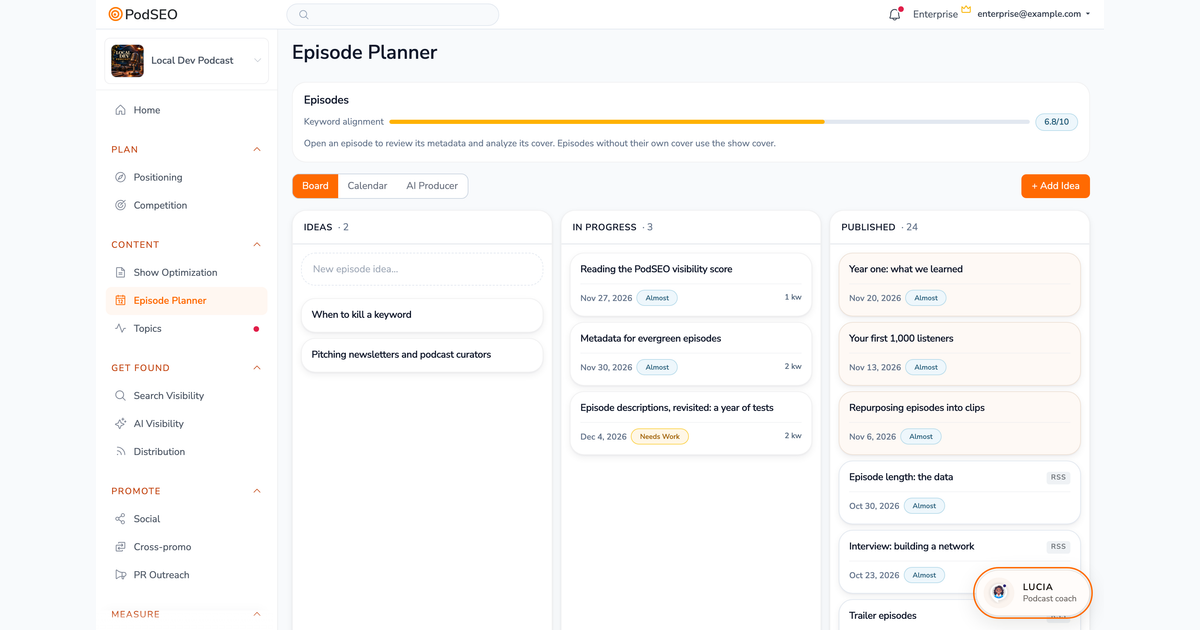 PodSEO
Enterprise
enterprise@example.com
Local Dev Podcast
Home
PLAN
Positioning
Competition
CONTENT
Show Optimization
Episode Planner
Topics
GET FOUND
Search Visibility
AI Visibility
Distribution
PROMOTE
Social
Cross-promo
PR Outreach
MEASURE
Episode Planner
Episodes
Keyword alignment
6.8/10
Open an episode to review its metadata and analyze its cover. Episodes without their own cover use the show cover.
Board
Calendar
AI Producer
+ Add Idea
IDEAS · 2
New episode idea...
When to kill a keyword
Pitching newsletters and podcast curators
IN PROGRESS · 3
Reading the PodSEO visibility score
Nov 27, 2026 Almost 1 kw
Metadata for evergreen episodes
Nov 30, 2026 Almost 2 kw
Episode descriptions, revisited: a year of tests
Dec 4, 2026 Needs Work 2 kw
PUBLISHED · 24
Year one: what we learned
Nov 20, 2026 Almost
Your first 1,000 listeners
Nov 13, 2026 Almost
Repurposing episodes into clips
Nov 6, 2026 Almost
Episode length: the data RSS
Oct 30, 2026 Almost
Interview: building a network RSS
Oct 23, 2026 Almost
Trailer episodes
LUCIA
Podcast coach